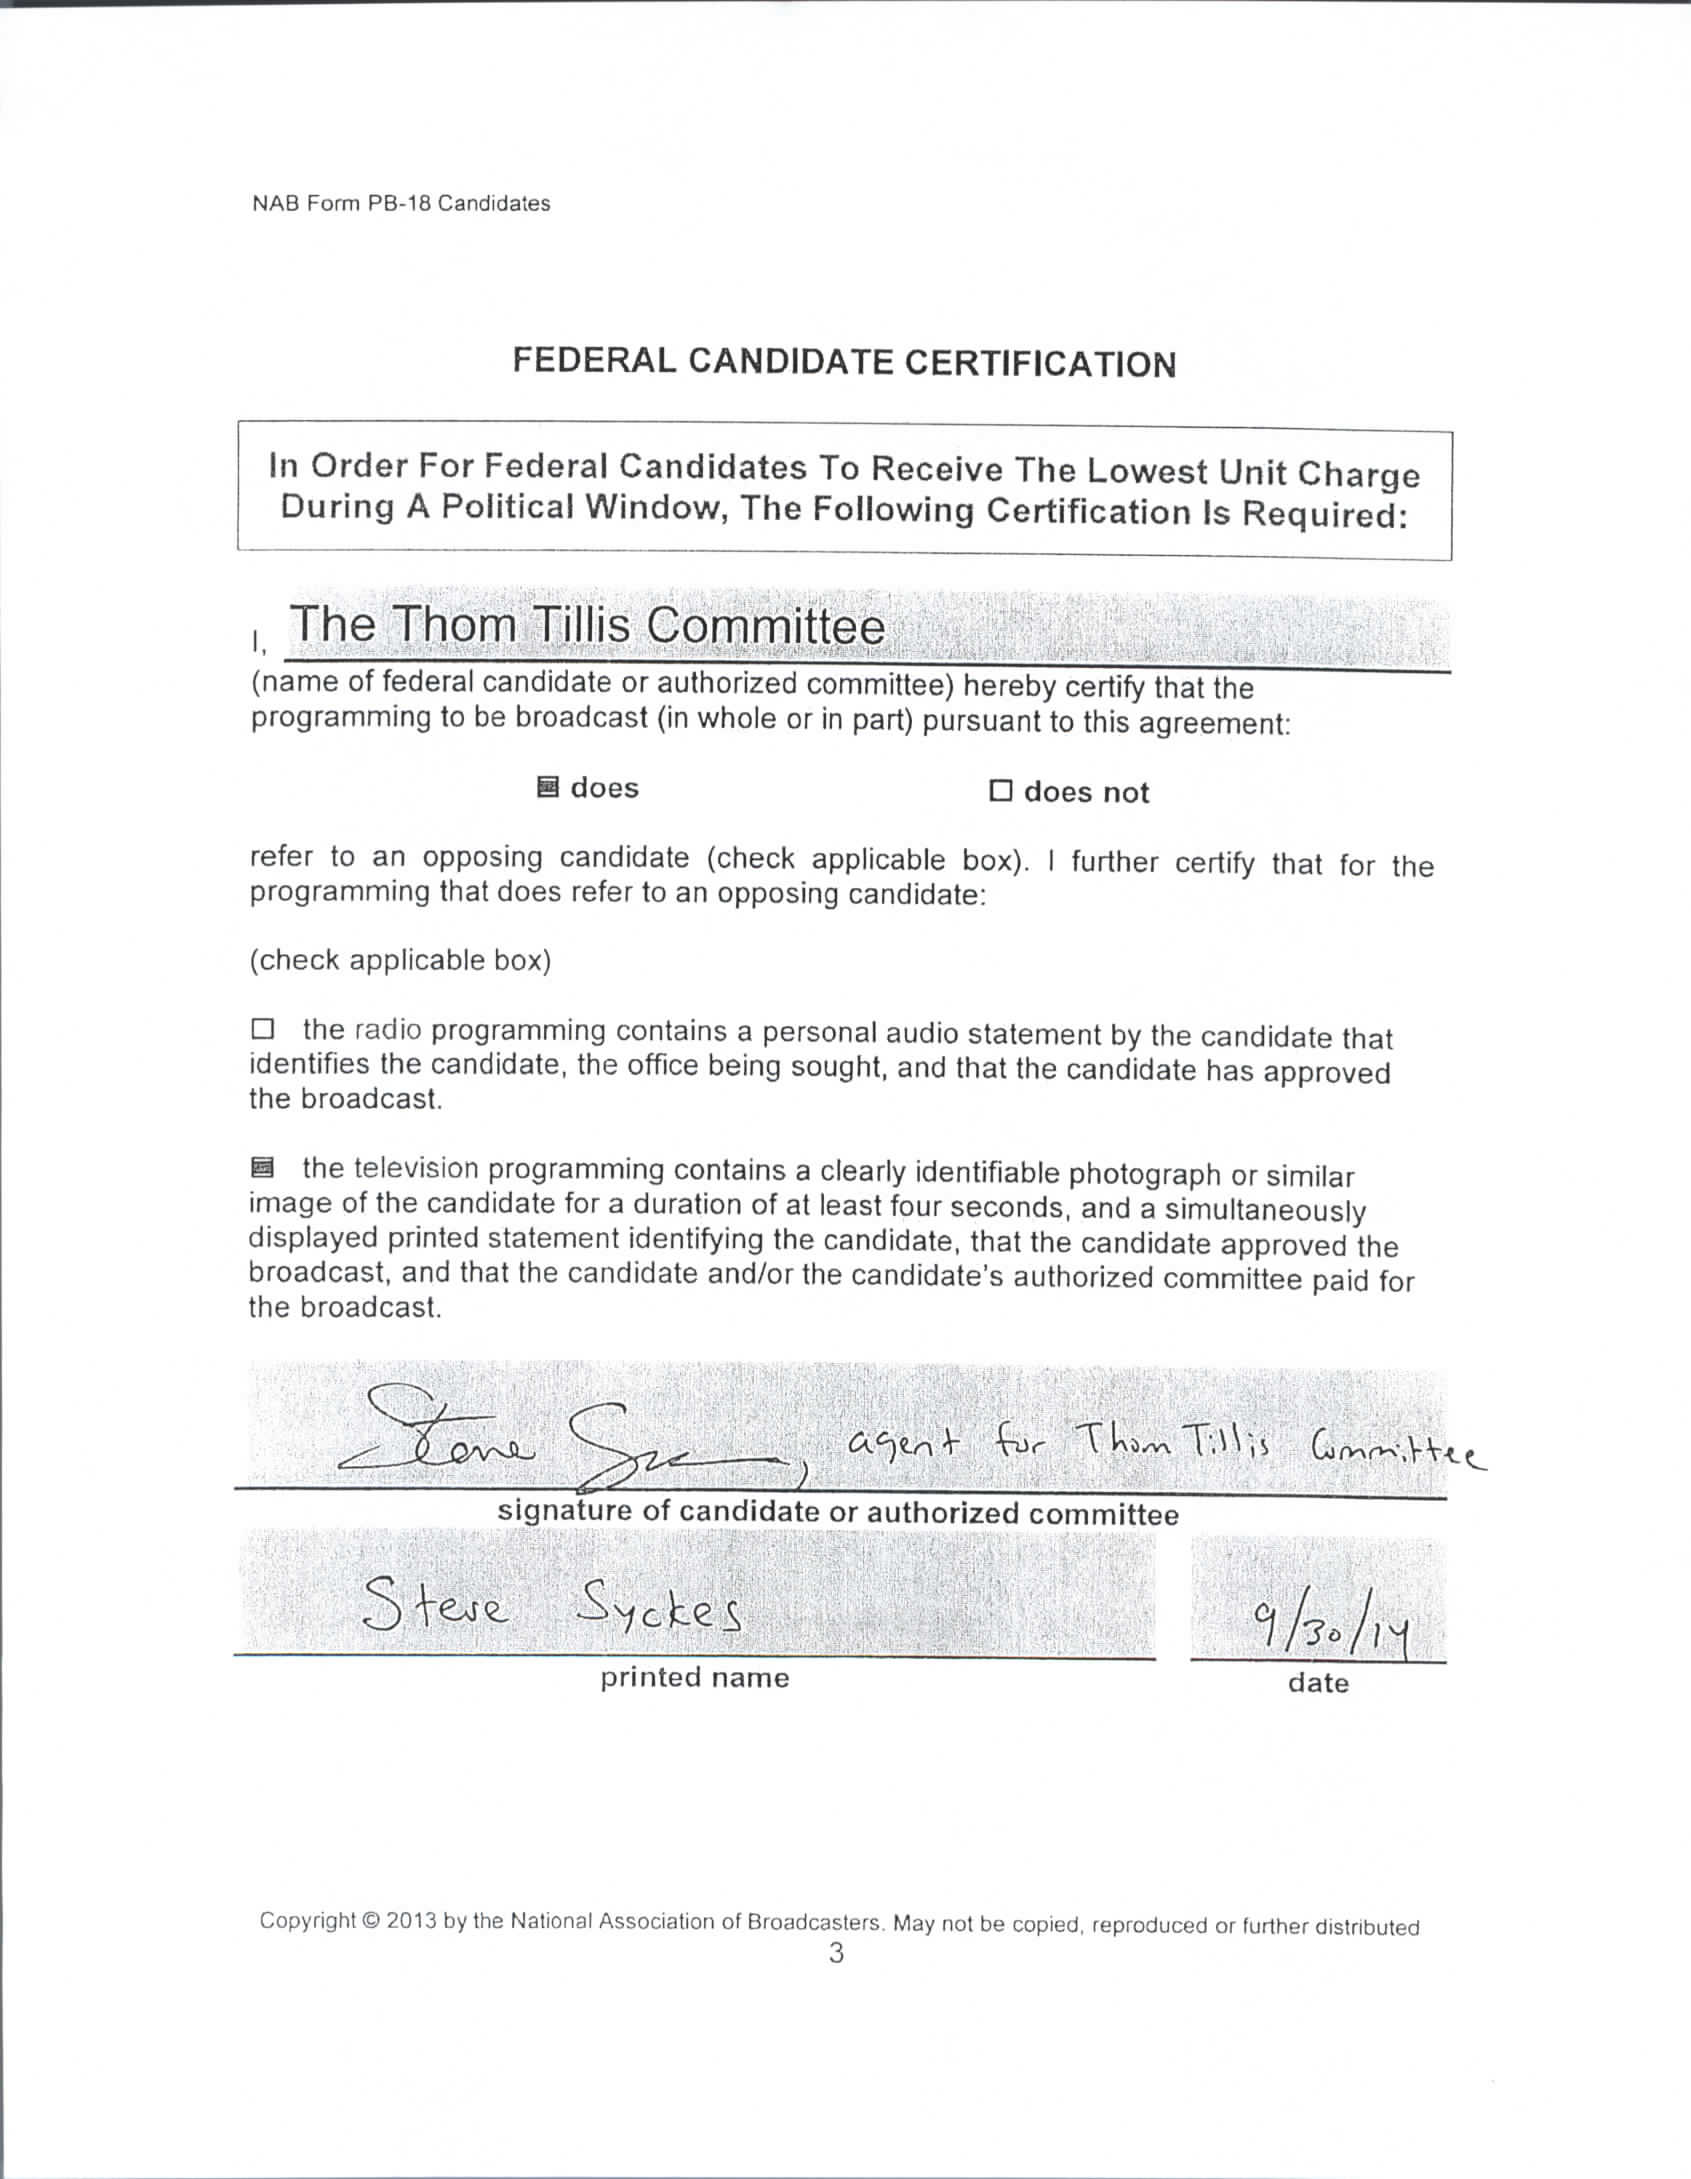 NAB Form PB-18 Candidates
FEDERAL CANDIDATE CERTIFICATION
In Order For Federal Candidates To Receive The Lowest Unit Charge
During A Political Window, The Following Certification Is Required:
I, The Thom Tillis Committee
(name of federal candidate or authorized committee) hereby certify that the
programming to be broadcast (in whole or in part) pursuant to this agreement:
does does not
refer to an opposing candidate (check applicable box). I further certify that for the
programming that does refer to an opposing candidate:
(check applicable box)
the radio programming contains a personal audio statement by the candidate that
identifies the candidate, the office being sought, and that the candidate has approved
the broadcast.
the television programming contains a clearly identifiable photograph or similar
image of the candidate for a duration of at least four seconds, and a simultaneously
displayed printed statement identifying the candidate, that the candidate approved the
broadcast, and that the candidate and/or the candidate's authorized committee paid for
the broadcast.
agent for Thom Tillis Committee
signature of candidate or authorized committee
Steve Syckes 9/30/14
printed name date
Copyright © 2013 by the National Association of Broadcasters. May not be copied, reproduced or further distributed
3